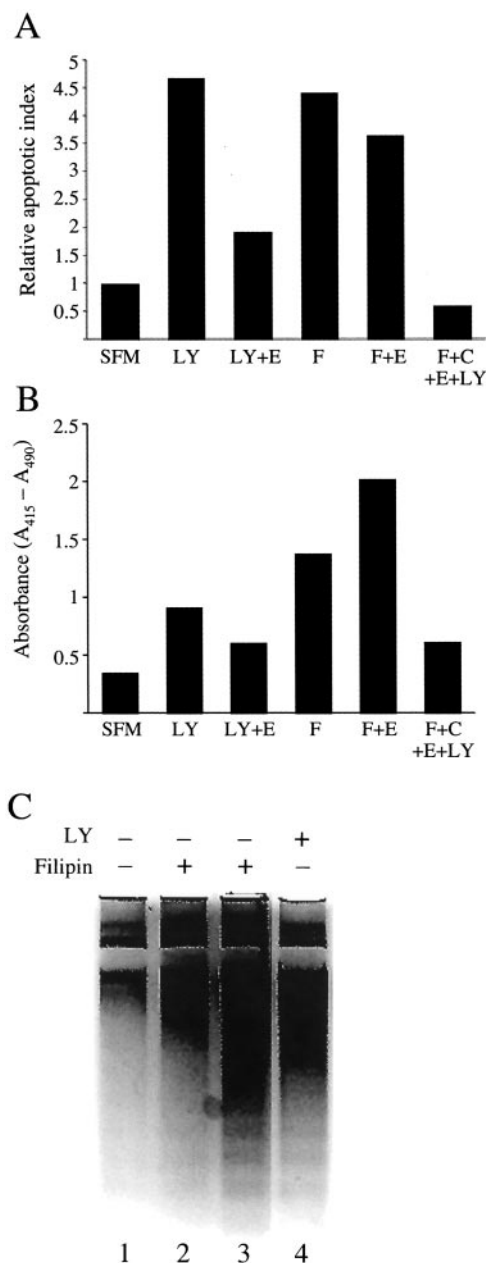 A
Relative apoptotic index
5
4.5
4
3.5
3
2.5
2
1.5
1
0.5
SFM LY LY+E F F+E F+C
+E+LY
B
Absorbance (A415 – A490)
2.5
2
1.5
1
0.5
SFM LY LY+E F F+E F+C
+E+LY
C
LY – – – +
Filipin – + + –
1 2 3 4